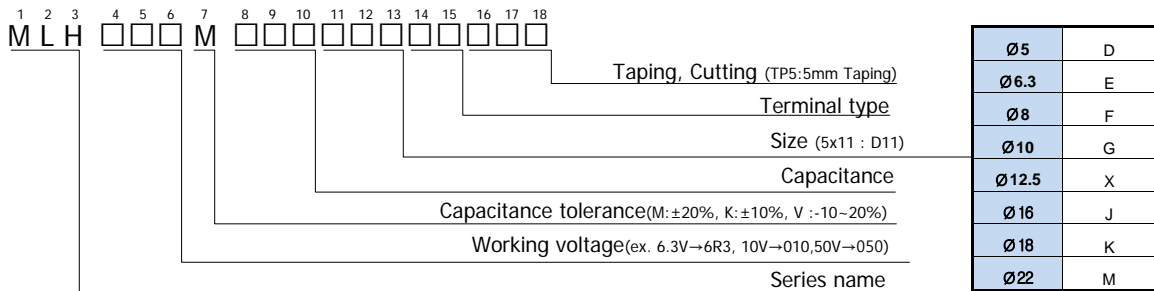 1 2 3 4 5 6 7 8 9 10 11 12 13 14 15 16 17 18
M L H □□□ M □□□□□□□□□□□
Taping, Cutting (TP5:5mm Taping)
Terminal type
Size (5x11 : D11)
Capacitance
Capacitance tolerance(M:±20%, K:±10%, V :-10~20%)
Working voltage(ex. 6.3V→6R3, 10V→010,50V→050)
Series name
Ø5 D
Ø6.3 E
Ø8 F
Ø10 G
Ø12.5 X
Ø16 J
Ø18 K
Ø22 M